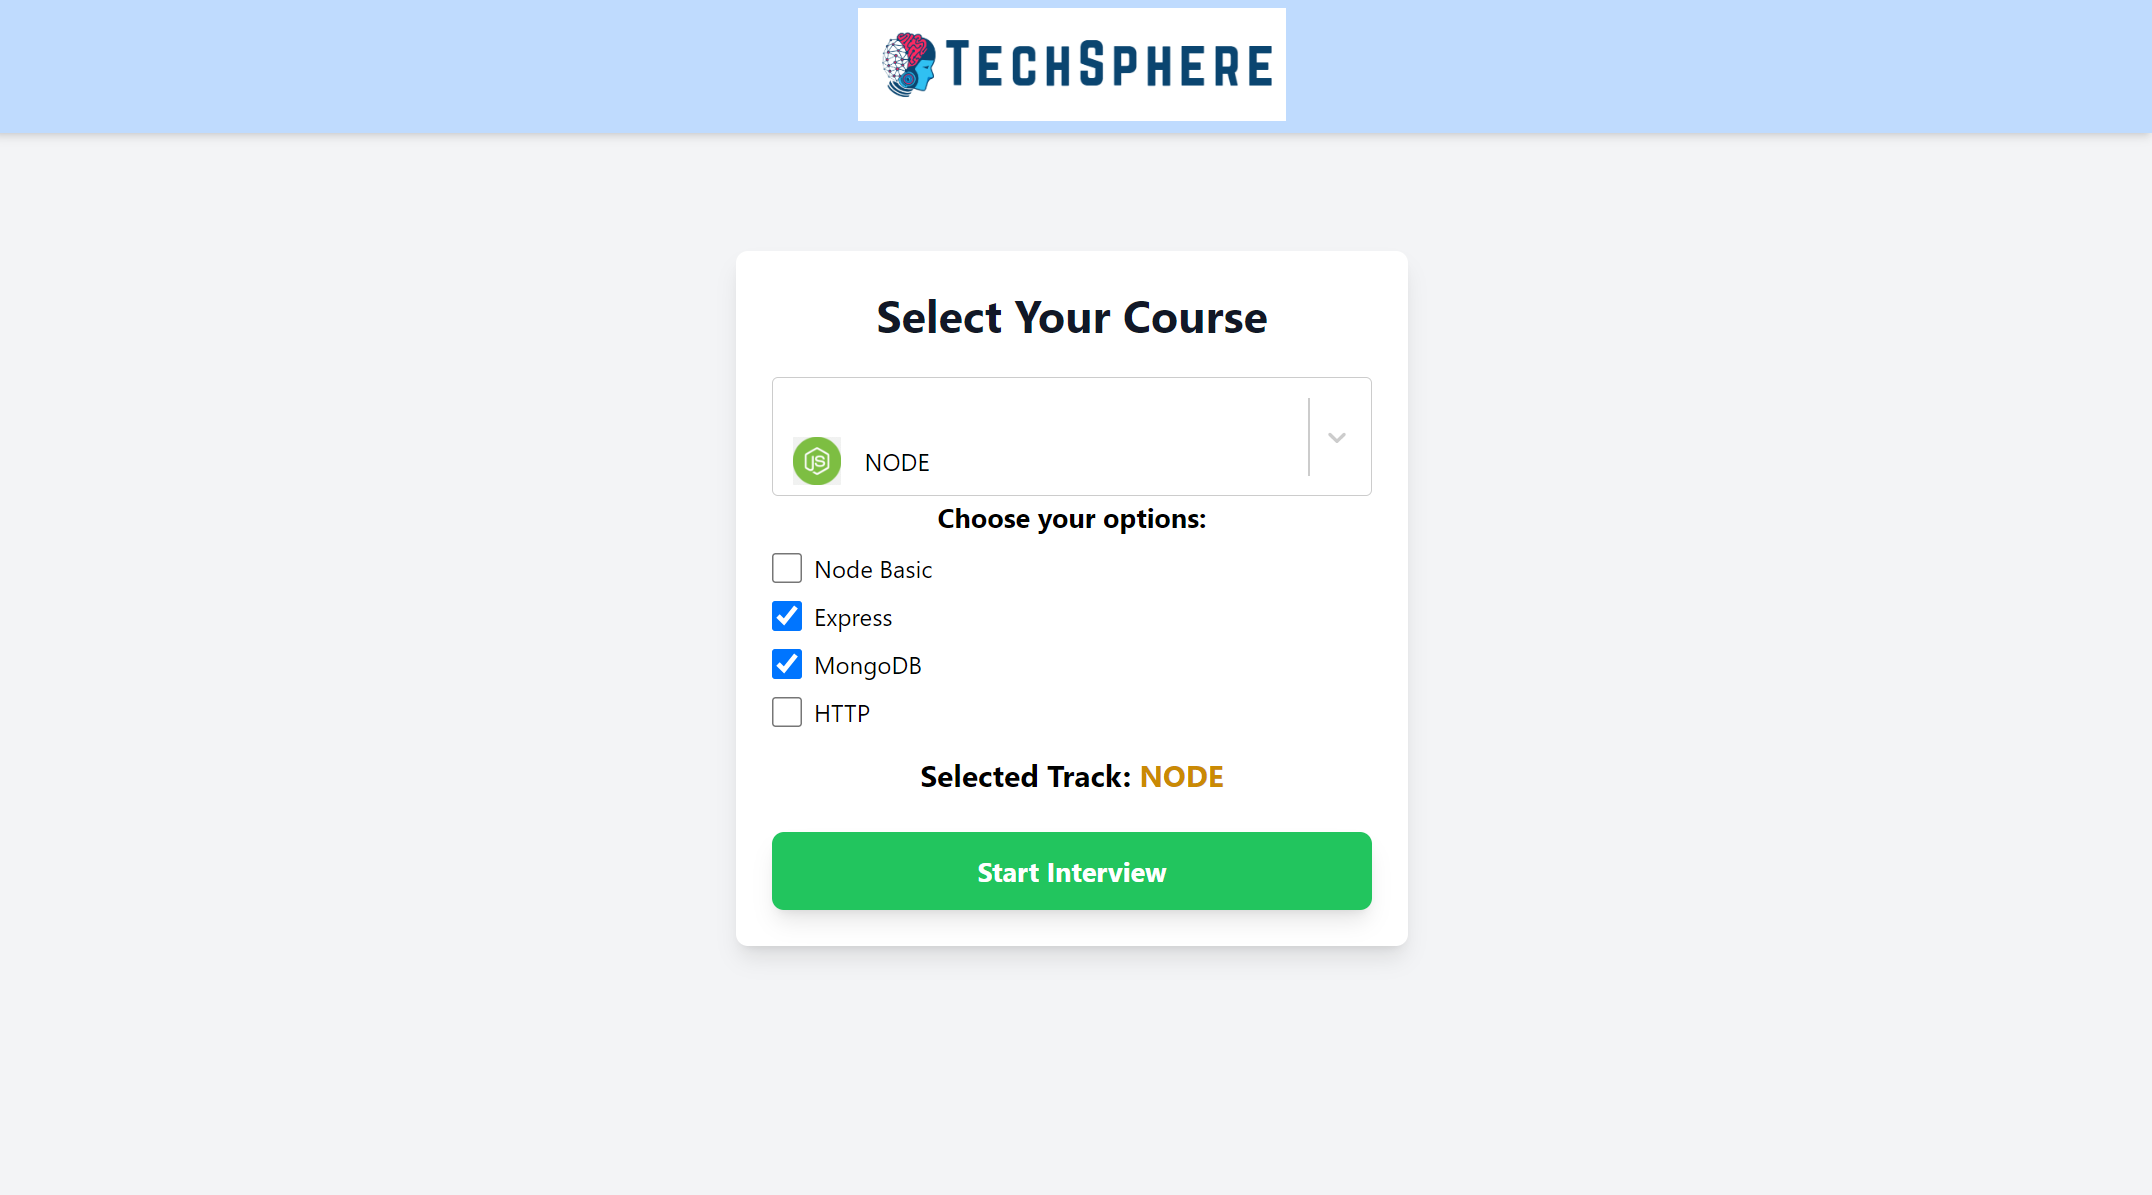 TECHSPHERE
Select Your Course
JS NODE
Choose your options:
Node Basic
Express
MongoDB
HTTP
Selected Track: NODE
Start Interview